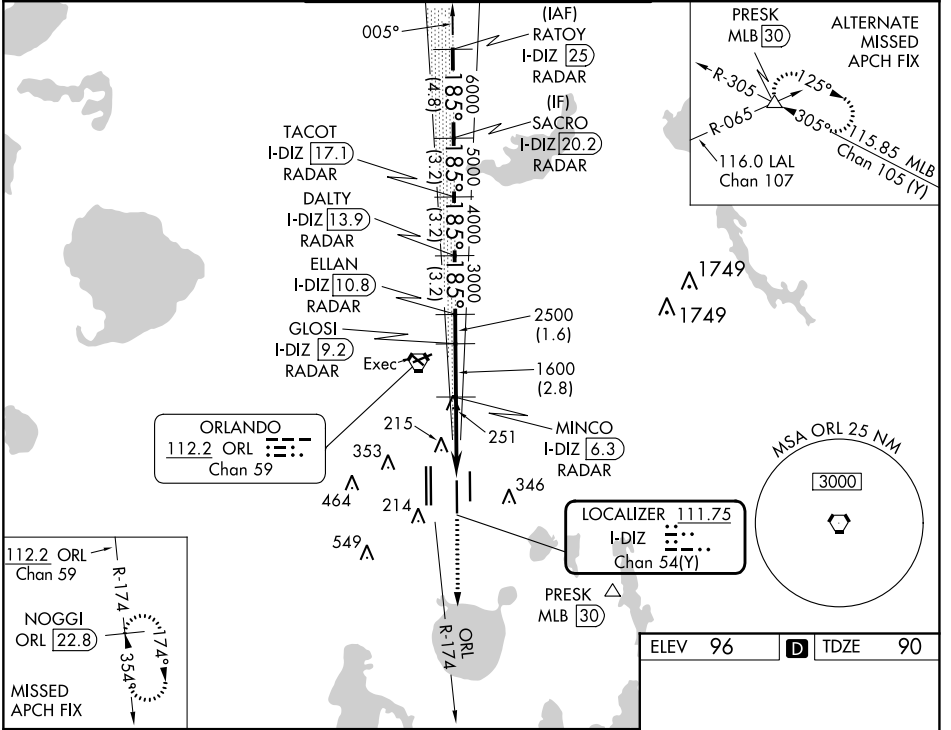 005°
(IAF)
RATOY
I-DIZ 25
RADAR
6000
185°
(4.8)
(IF)
SACRO
I-DIZ 20.2
RADAR
5000
185°
(3.2)
TACOT
I-DIZ 17.1
RADAR
4000
185°
(3.2)
DALTY
I-DIZ 13.9
RADAR
3000
185°
(3.2)
ELLAN
I-DIZ 10.8
RADAR
2500
(1.6)
GLOSI
I-DIZ 9.2
RADAR
1600
(2.8)
Exec
MINCO
I-DIZ 6.3
RADAR
251
215
ORLANDO
112.2 ORL
Chan 59
353
464
214
346
549
LOCALIZER 111.75
I-DIZ
Chan 54(Y)
PRESK
MLB 30
ORL
R-174
PRESK
MLB 30
ALTERNATE
MISSED
APCH FIX
R-305
125°
R-065
305°
115.85 MLB
Chan 105 (Y)
116.0 LAL
Chan 107
1749
1749
MSA ORL 25 NM
3000
112.2 ORL
Chan 59
R-174
NOGGI
ORL 22.8
174°
354°
MISSED
APCH FIX
ELEV 96 D TDZE 90